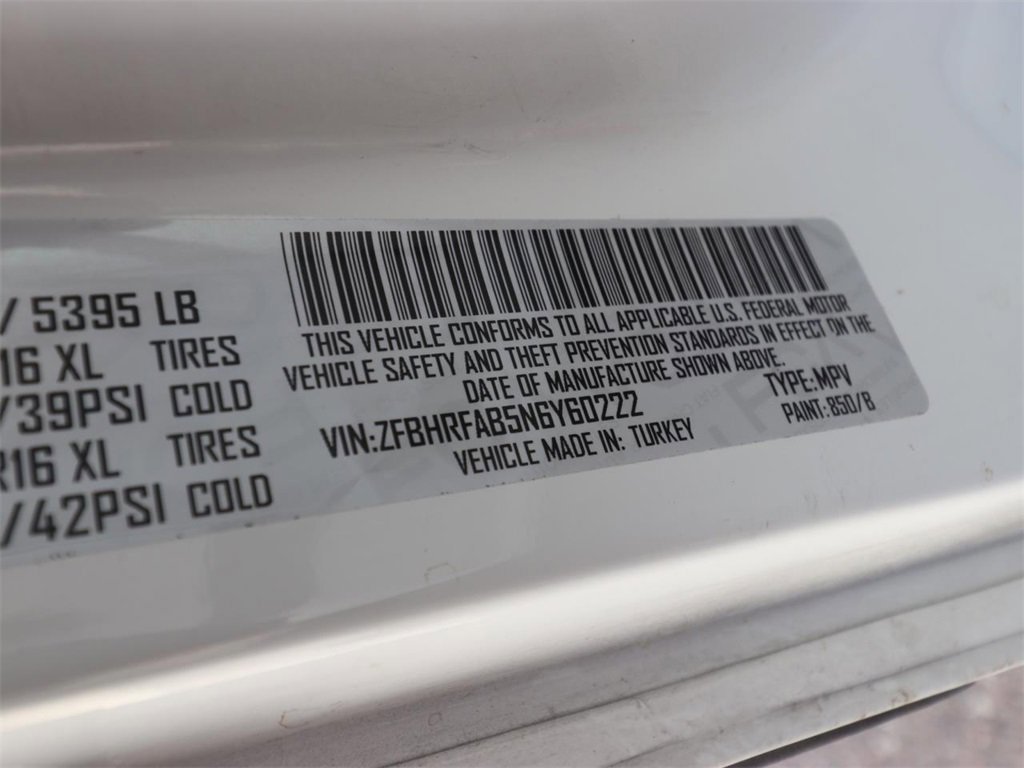 / 5395 LB
16 XL TIRES
/39PSI COLD
R16 XL TIRES
/42PSI COLD
THIS VEHICLE CONFORMS TO ALL APPLICABLE U.S. FEDERAL MOTOR
VEHICLE SAFETY AND THEFT PREVENTION STANDARDS IN EFFECT ON THE
DATE OF MANUFACTURE SHOWN ABOVE.
VIN:ZFBHRFAB5N6Y60222 TYPE:MPV
VEHICLE MADE IN: TURKEY PAINT:850/B